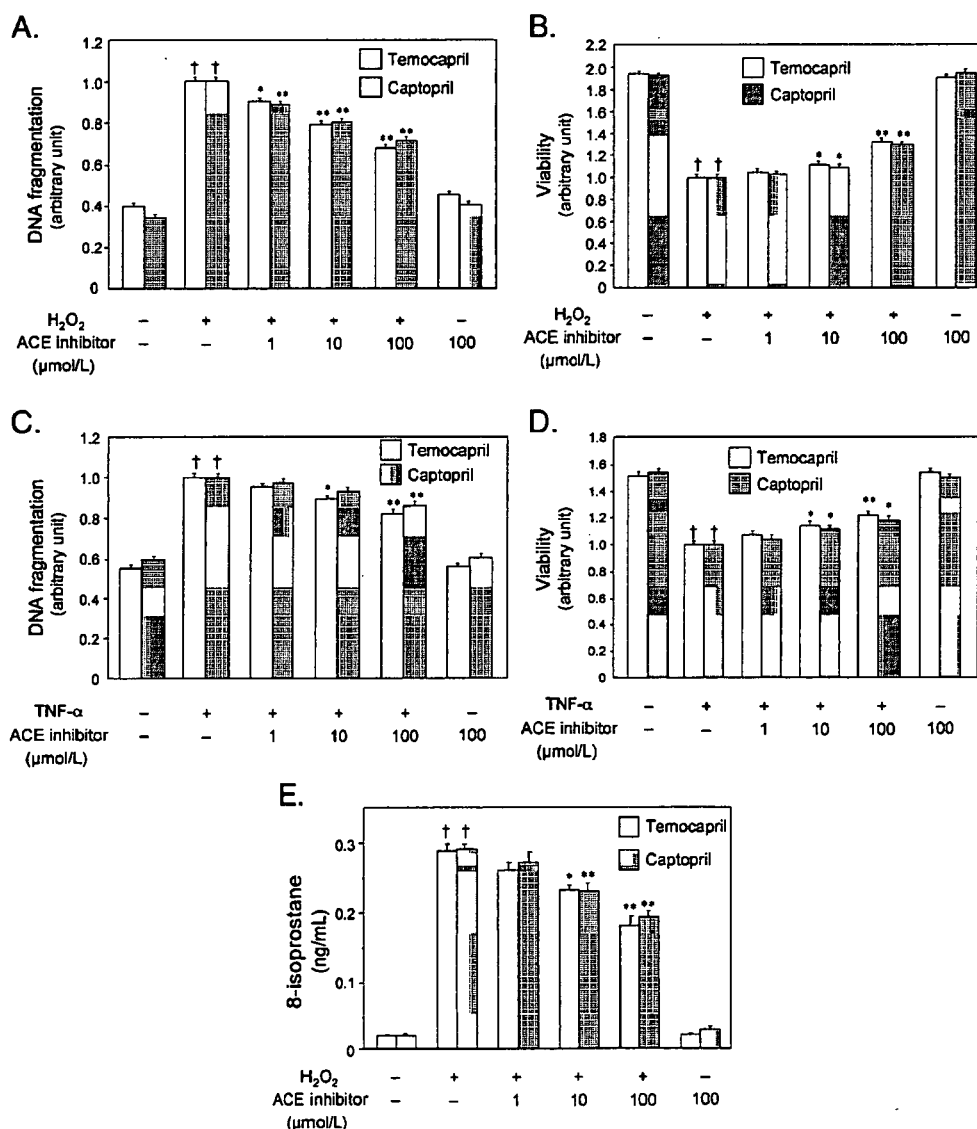 A.
DNA fragmentation
(arbitrary unit)
1.2
1.0
0.8
0.6
0.4
0.2
0
Temocapril
Captopril
† †
* **
** **
** **
H₂O₂ – + + + + –
ACE inhibitor – – 1 10 100 100
(μmol/L)
B.
Viability
(arbitrary unit)
2.2
2.0
1.8
1.6
1.4
1.2
1.0
0.8
0.6
0.4
0.2
0
Temocapril
Captopril
† †
* *
** **
H₂O₂ – + + + + –
ACE inhibitor – – 1 10 100 100
(μmol/L)
C.
DNA fragmentation
(arbitrary unit)
1.2
1.0
0.8
0.6
0.4
0.2
0
Temocapril
Captopril
† †
*
** **
TNF-α – + + + + –
ACE inhibitor – – 1 10 100 100
(μmol/L)
D.
Viability
(arbitrary unit)
1.8
1.6
1.4
1.2
1.0
0.8
0.6
0.4
0.2
0
Temocapril
Captopril
† †
* *
** *
TNF-α – + + + + –
ACE inhibitor – – 1 10 100 100
(μmol/L)
E.
8-isoprostane
(ng/mL)
0.3
0.2
0.1
0
Temocapril
Captopril
† †
* **
** **
H₂O₂ – + + + + –
ACE inhibitor – – 1 10 100 100
(μmol/L)